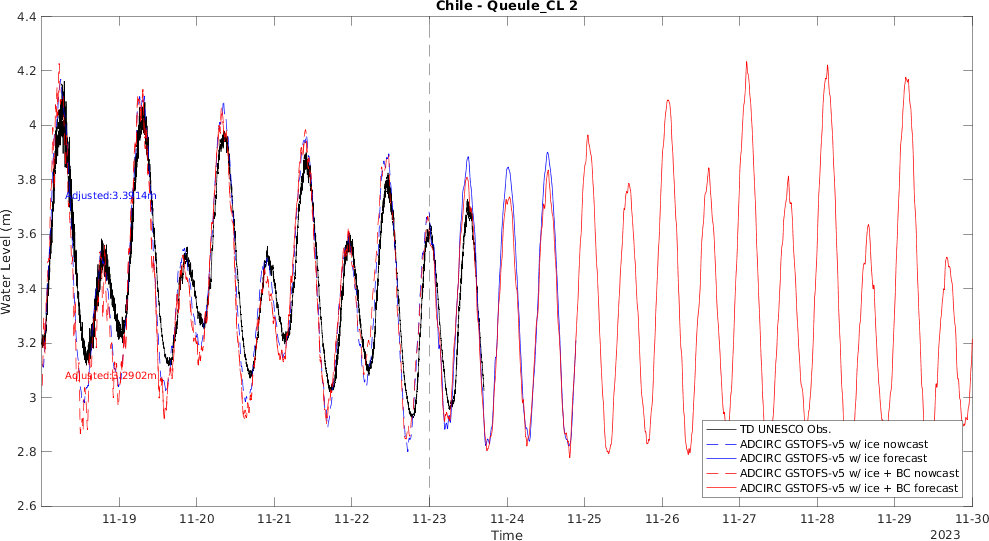 Chile - Queule_CL 2
4.4
4.2
4
3.8
3.6
3.4
3.2
3
2.8
2.6
Water Level (m)
Adjusted:3.3914m
Adjusted:3.2902m
TD UNESCO Obs.
ADCIRC GSTOFS-v5 w/ ice nowcast
ADCIRC GSTOFS-v5 w/ ice forecast
ADCIRC GSTOFS-v5 w/ ice + BC nowcast
ADCIRC GSTOFS-v5 w/ ice + BC forecast
11-19 11-20 11-21 11-22 11-23 11-24 11-25 11-26 11-27 11-28 11-29 11-30
Time
2023